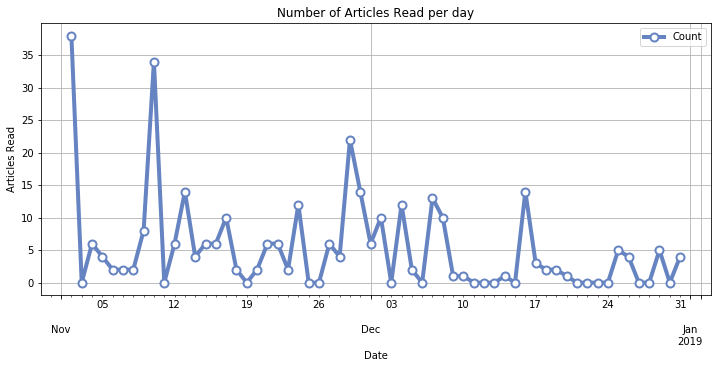 Number of Articles Read per day
Count
Articles Read
35
30
25
20
15
10
5
0
05
12
19
26
03
10
17
24
31
Nov
Dec
Jan
2019
Date